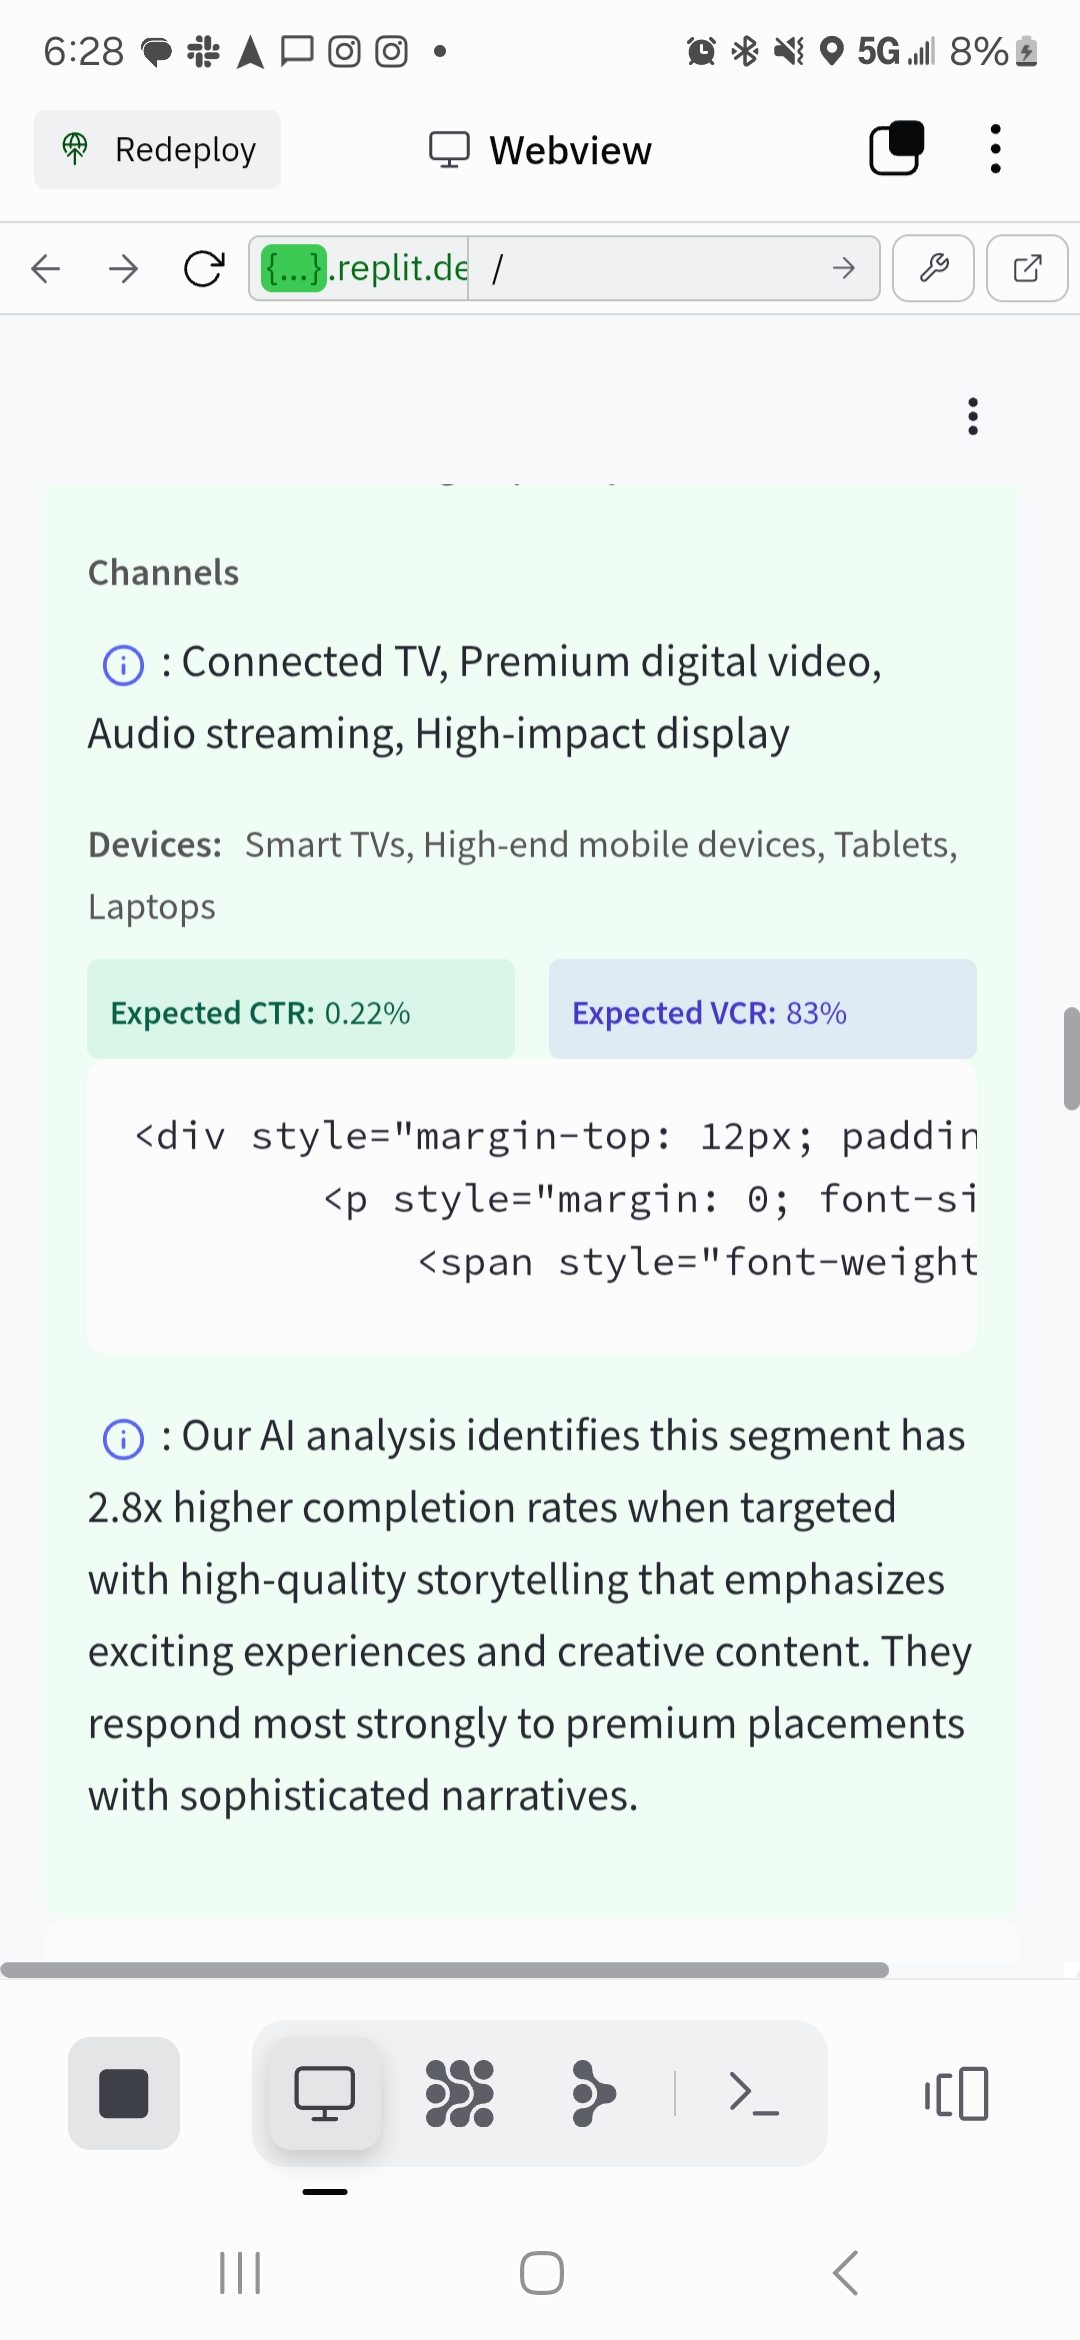 6:28
5G 8%
Redeploy
Webview
{...}.replit.de /
Channels
: Connected TV, Premium digital video,
Audio streaming, High-impact display
Devices: Smart TVs, High-end mobile devices, Tablets,
Laptops
Expected CTR: 0.22%
Expected VCR: 83%
<div style="margin-top: 12px; paddin
<p style="margin: 0; font-si
<span style="font-weight
: Our AI analysis identifies this segment has
2.8x higher completion rates when targeted
with high-quality storytelling that emphasizes
exciting experiences and creative content. They
respond most strongly to premium placements
with sophisticated narratives.